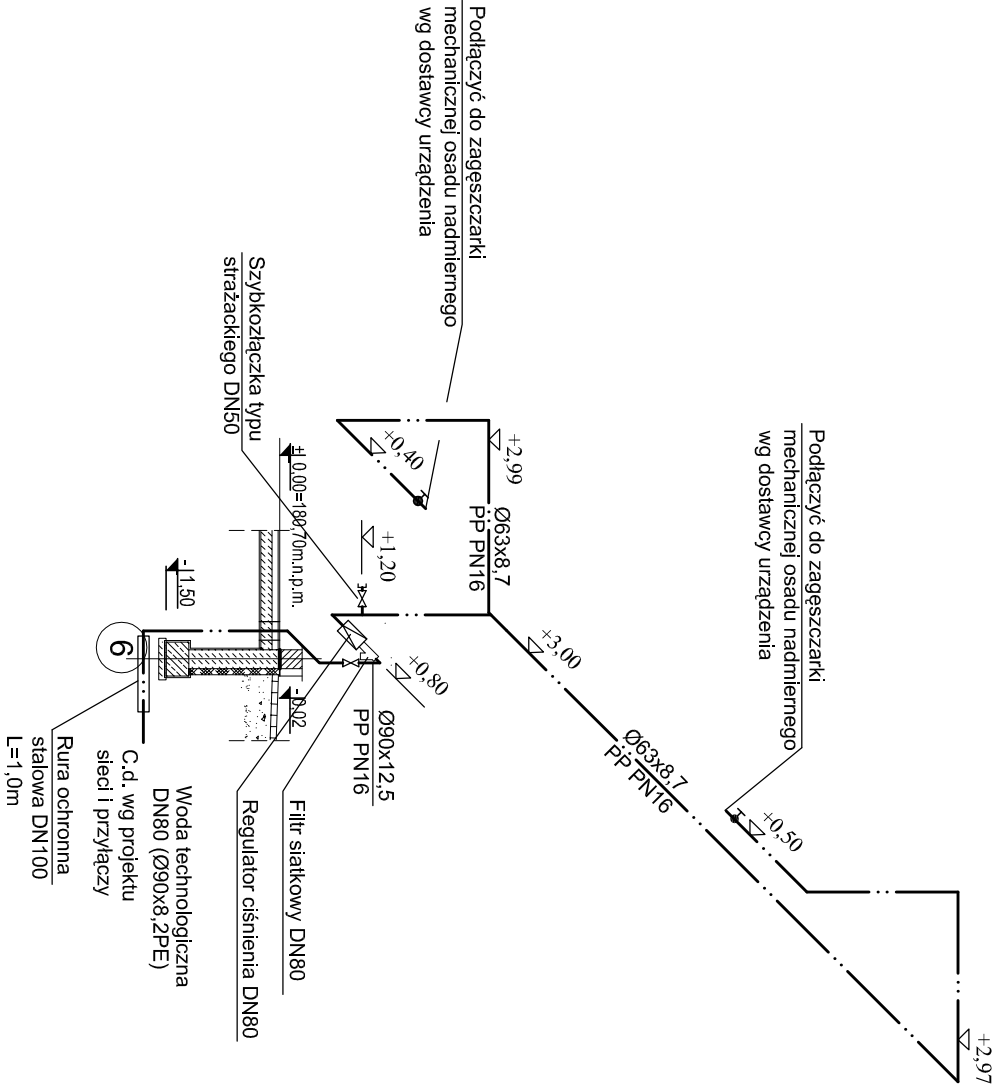 Podłączyć do zagęszczarki
mechanicznej osadu nadmiernego
wg dostawcy urządzenia
Podłączyć do zagęszczarki
mechanicznej osadu nadmiernego
wg dostawcy urządzenia
+2,97
+0,50
Ø63x8,7
PP PN16
+3,00
+2,99
Ø63x8,7
PP PN16
+0,40
+1,20
+0,80
Szybkozłączka typu
strażackiego DN50
± 0,00=180,70m.n.p.m.
-1,50
-0,02
6
Ø90x12,5
PP PN16
Filtr siatkowy DN80
Regulator ciśnienia DN80
Woda technologiczna
DN80 (Ø90x8,2PE)
C.d. wg projektu
sieci i przyłączy
Rura ochronna
stalowa DN100
L=1,0m